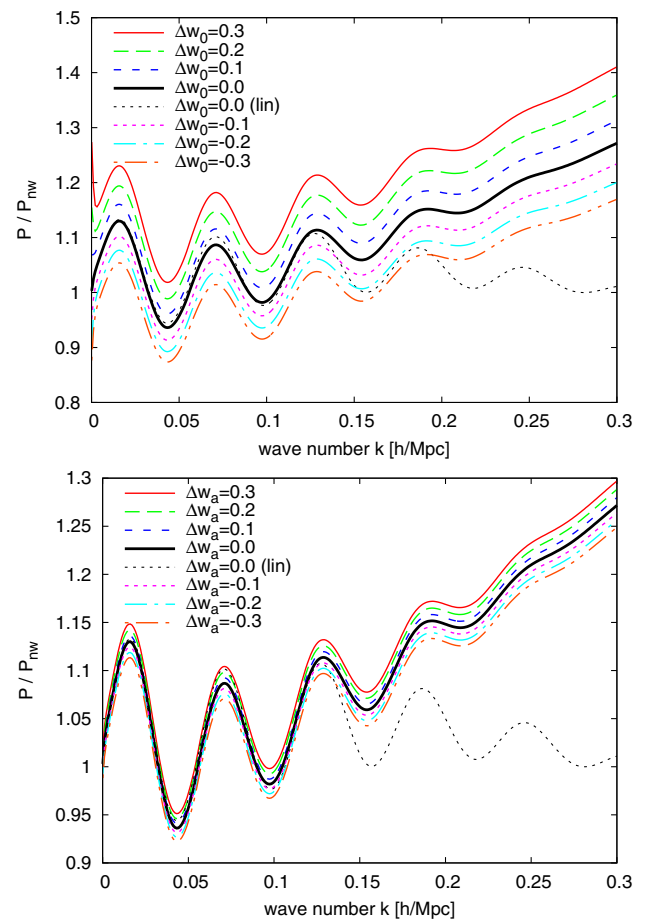 1.5
1.4
1.3
1.2
1.1
1
0.9
0.8
P / Pnw
Δw0=0.3
Δw0=0.2
Δw0=0.1
Δw0=0.0
Δw0=0.0 (lin)
Δw0=-0.1
Δw0=-0.2
Δw0=-0.3
0 0.05 0.1 0.15 0.2 0.25 0.3
wave number k [h/Mpc]
1.3
1.25
1.2
1.15
1.1
1.05
1
0.95
0.9
P / Pnw
Δwa=0.3
Δwa=0.2
Δwa=0.1
Δwa=0.0
Δwa=0.0 (lin)
Δwa=-0.1
Δwa=-0.2
Δwa=-0.3
0 0.05 0.1 0.15 0.2 0.25 0.3
wave number k [h/Mpc]